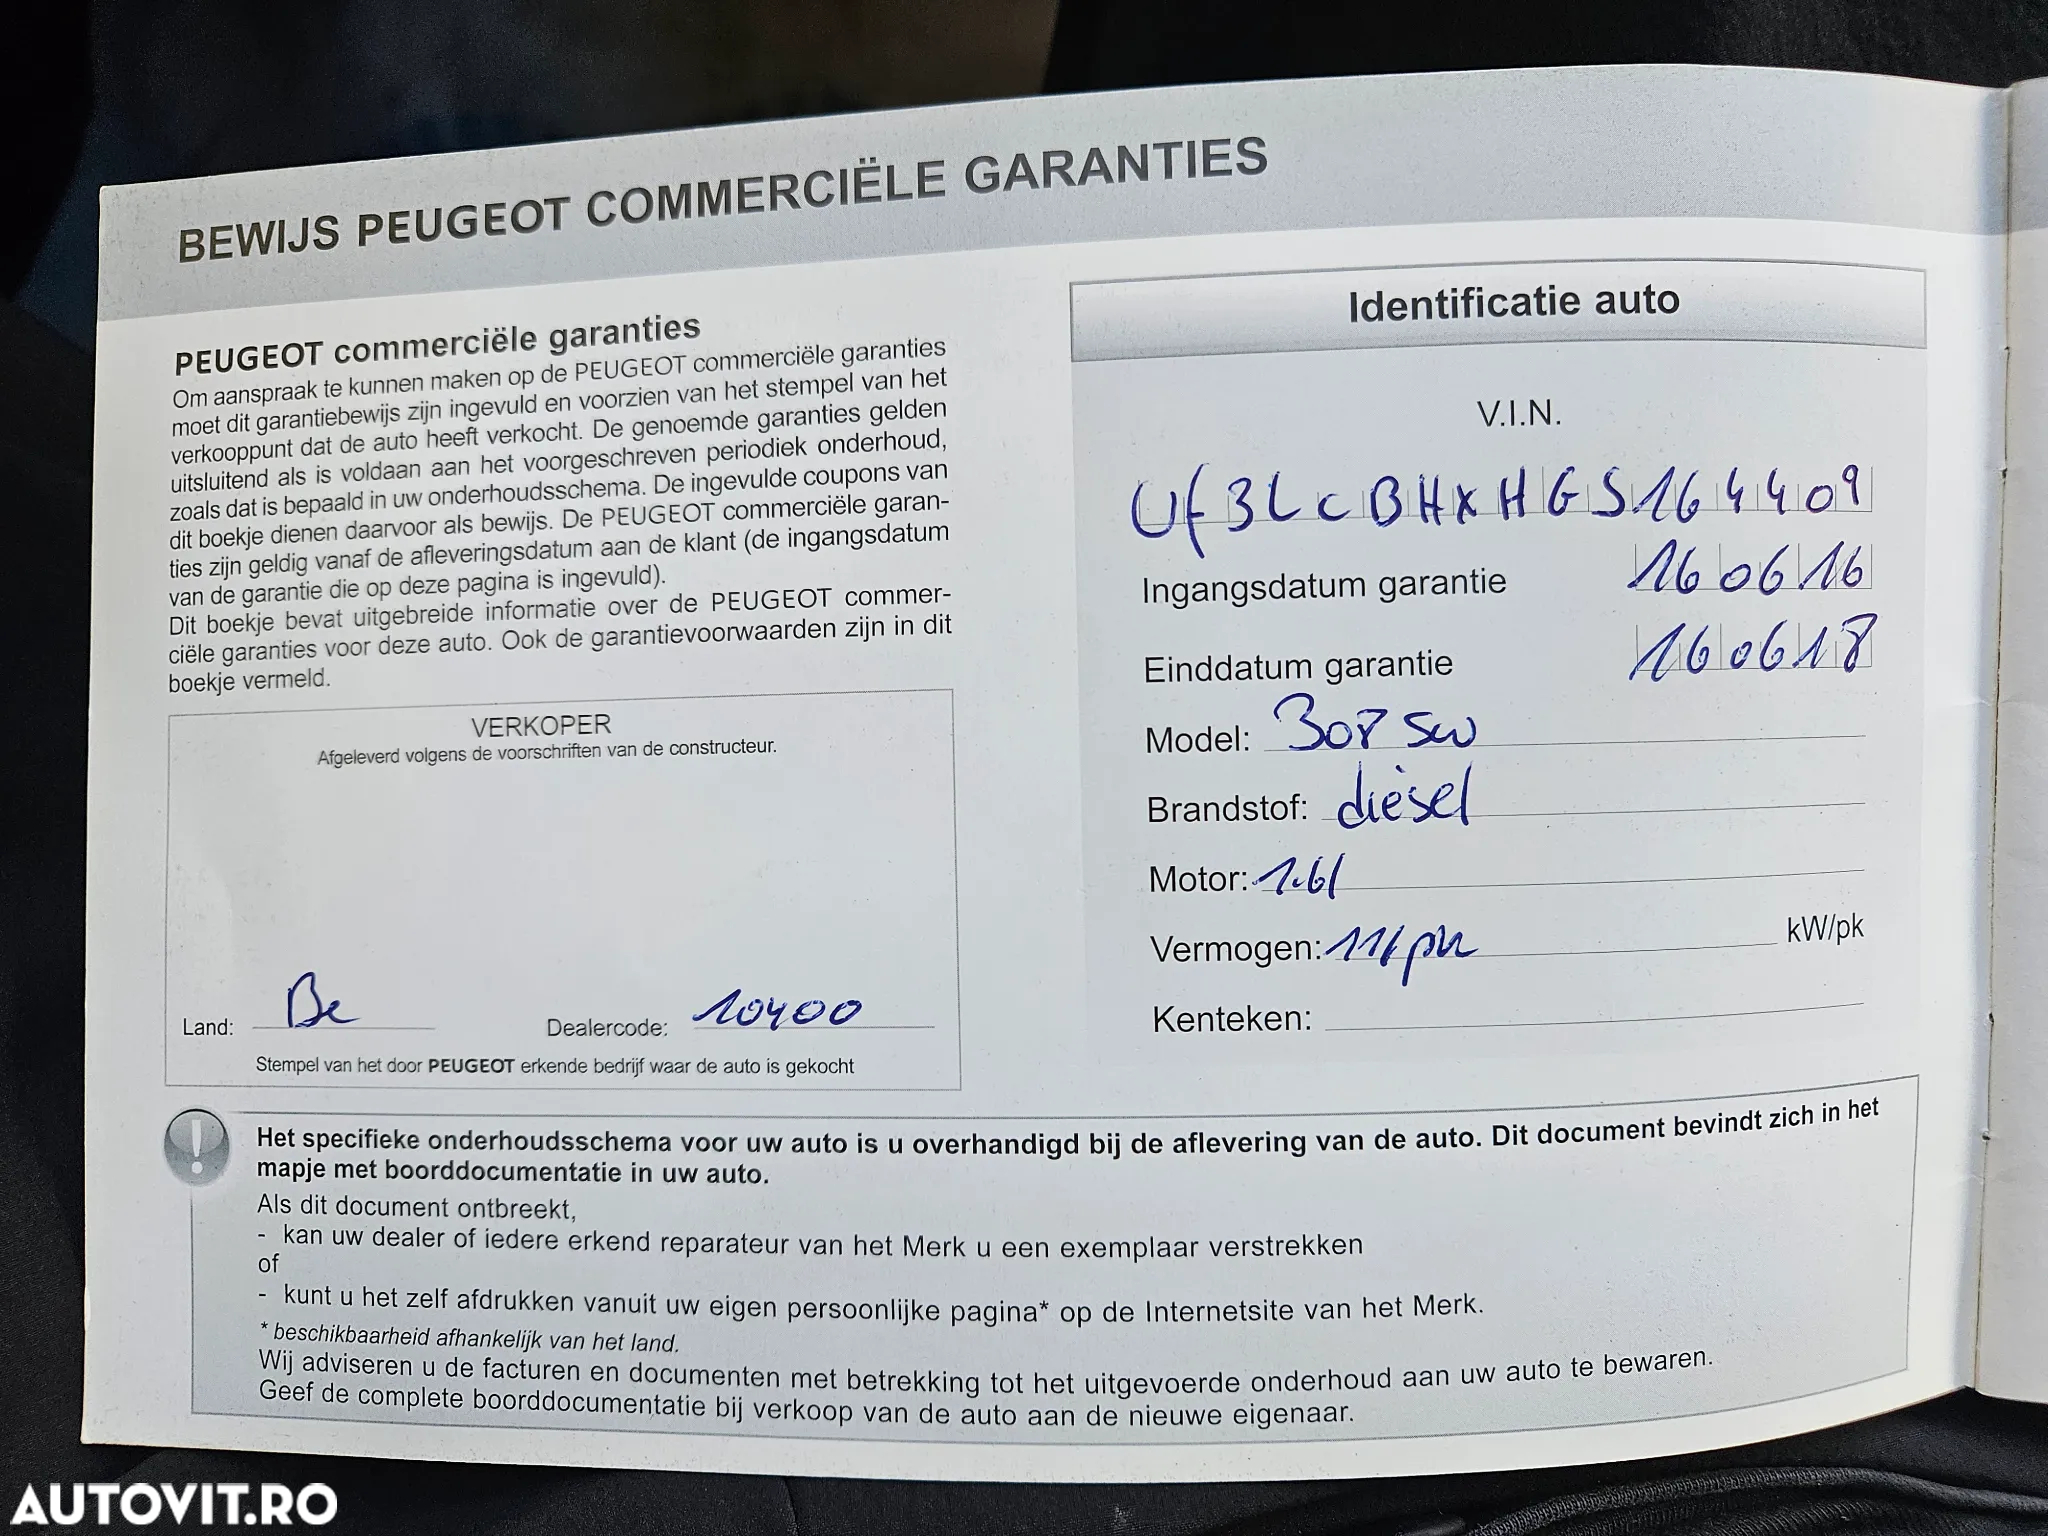 BEWIJS PEUGEOT COMMERCIËLE GARANTIES
PEUGEOT commerciële garanties
Om aanspraak te kunnen maken op de PEUGEOT commerciële garanties
moet dit garantiebewijs zijn ingevuld en voorzien van het stempel van het
verkooppunt dat de auto heeft verkocht. De genoemde garanties gelden
uitsluitend als is voldaan aan het voorgeschreven periodiek onderhoud,
zoals dat is bepaald in uw onderhoudsschema. De ingevulde coupons van
dit boekje dienen daarvoor als bewijs. De PEUGEOT commerciële garan-
ties zijn geldig vanaf de afleveringsdatum aan de klant (de ingangsdatum
van de garantie die op deze pagina is ingevuld).
Dit boekje bevat uitgebreide informatie over de PEUGEOT commer-
ciële garanties voor deze auto. Ook de garantievoorwaarden zijn in dit
boekje vermeld.
VERKOPER
Afgeleverd volgens de voorschriften van de constructeur.
Land: Be Dealercode: 10400
Stempel van het door PEUGEOT erkende bedrijf waar de auto is gekocht
Identificatie auto
V.I.N.
Vf3LcBHXHGS164409
Ingangsdatum garantie 160616
Einddatum garantie 160618
Model: 308 sw
Brandstof: diesel
Motor: 1.6l
Vermogen: kW/pk
Kenteken:
Het specifieke onderhoudsschema voor uw auto is u overhandigd bij de aflevering van de auto. Dit document bevindt zich in het
mapje met boorddocumentatie in uw auto.
Als dit document ontbreekt,
- kan uw dealer of iedere erkend reparateur van het Merk u een exemplaar verstrekken
of
- kunt u het zelf afdrukken vanuit uw eigen persoonlijke pagina* op de Internetsite van het Merk.
* beschikbaarheid afhankelijk van het land.
Wij adviseren u de facturen en documenten met betrekking tot het uitgevoerde onderhoud aan uw auto te bewaren.
Geef de complete boorddocumentatie bij verkoop van de auto aan de nieuwe eigenaar.
AUTOVIT.RO